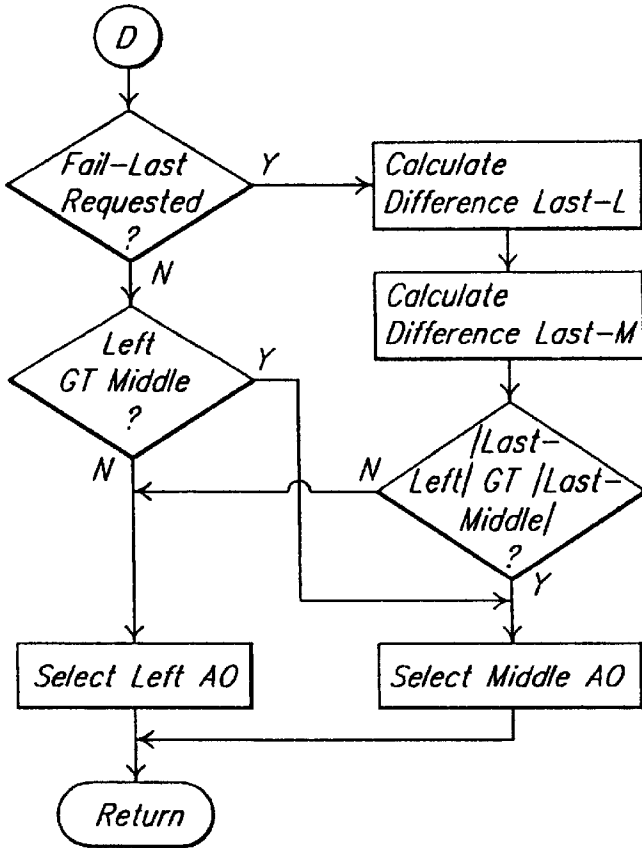 D
Fail-Last
Requested
?
Y
N
Calculate
Difference Last-L
Calculate
Difference Last-M
Left
GT Middle
?
Y
N
|Last-
Left| GT |Last-
Middle|
?
N
Y
Select Left AO
Select Middle AO
Return